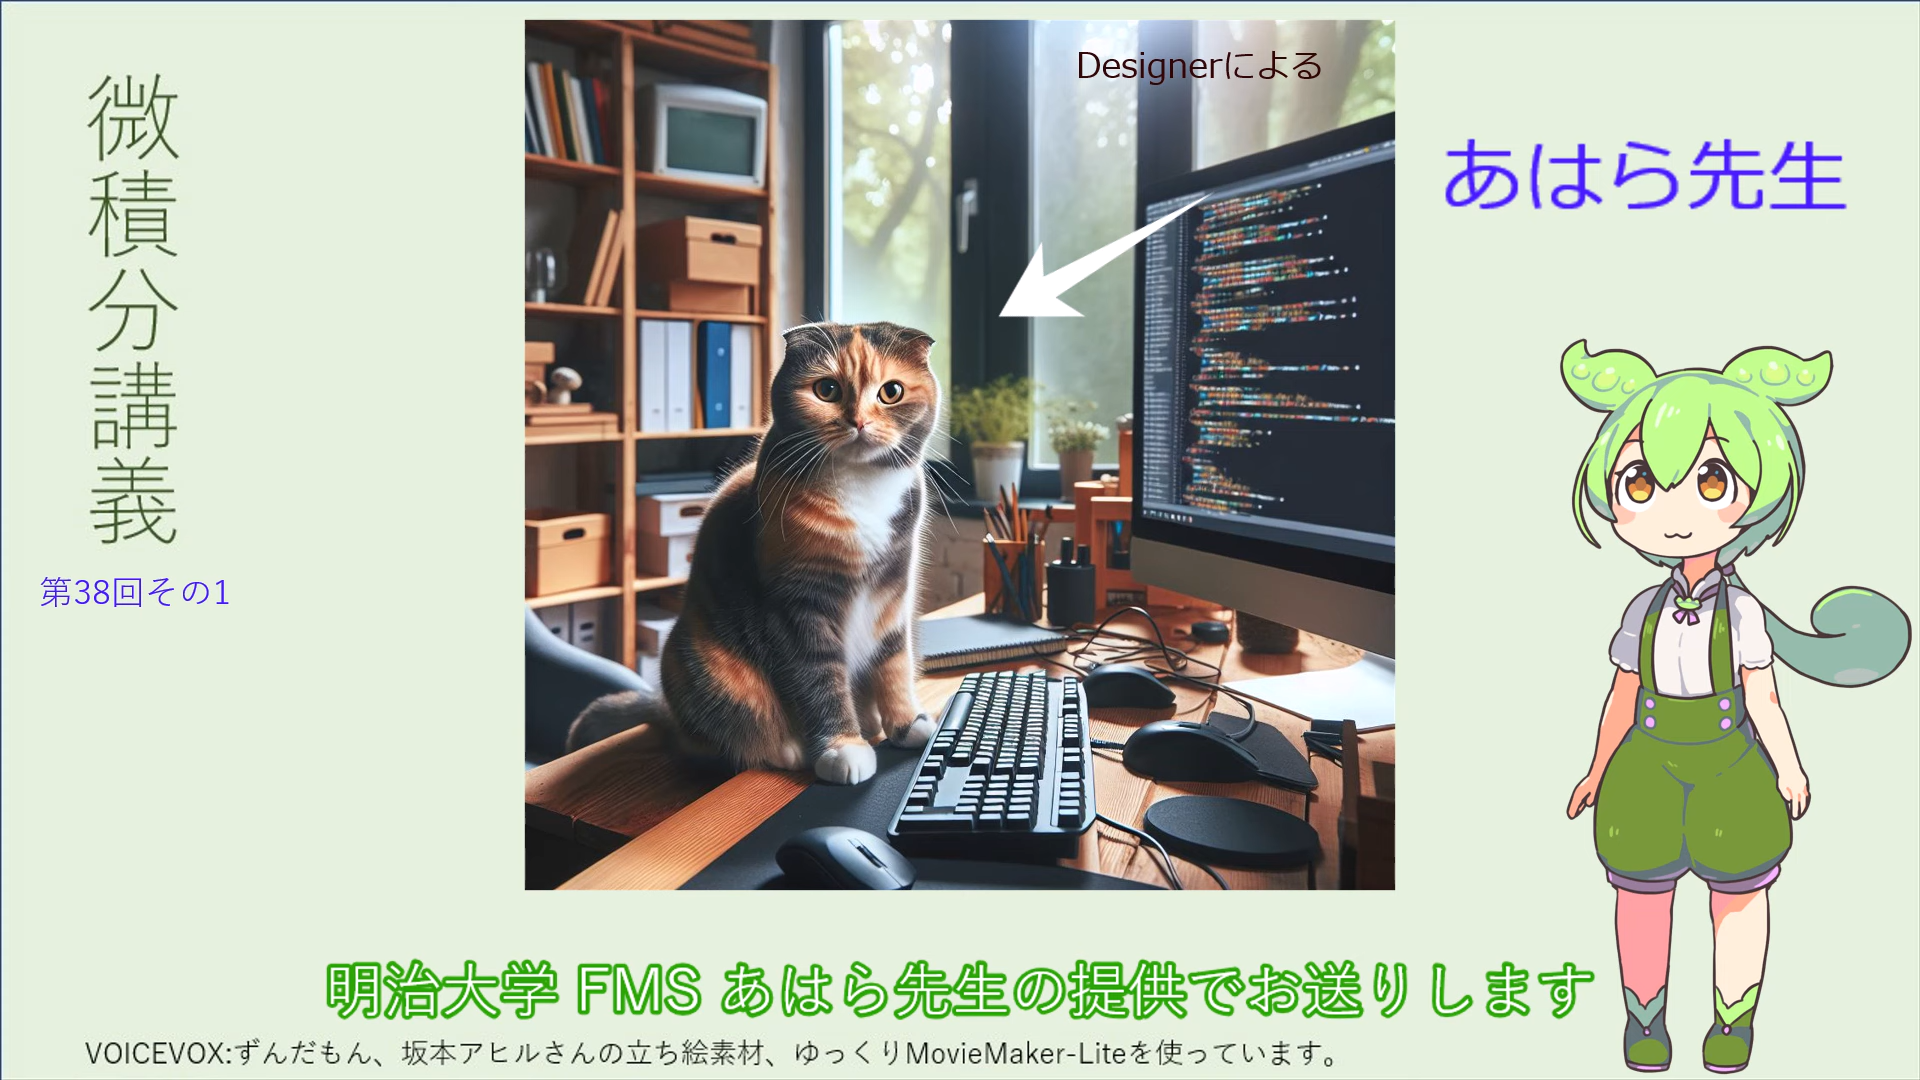 微積分講義
第38回その1
Designerによる
あはら先生
明治大学 FMS あはら先生の提供でお送りします
VOICEVOX:ずんだもん、坂本アヒルさんの立ち絵素材、ゆっくりMovieMaker-Liteを使っています。